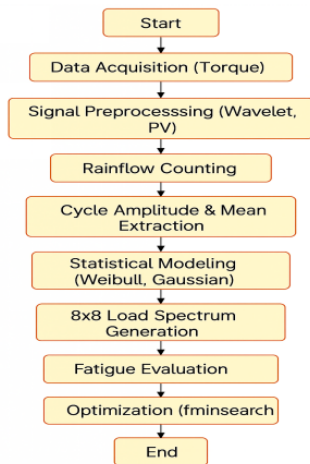 Start
Data Acquisition (Torque)
Signal Preprocesssing (Wavelet,
PV)
Rainflow Counting
Cycle Amplitude & Mean
Extraction
Statistical Modeling
(Weibull, Gaussian)
8x8 Load Spectrum
Generation
Fatigue Evaluation
Optimization (fminsearch
End